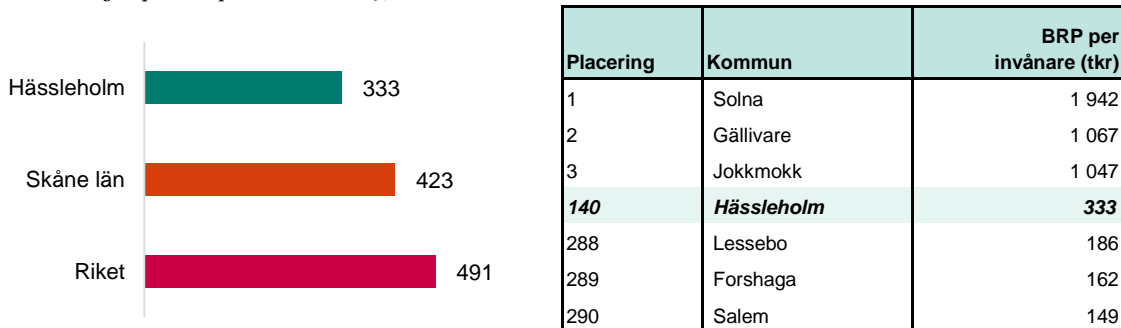 Hässleholm 333
Skåne län 423
Riket 491
Placering Kommun BRP per invånare (tkr)
1 Solna 1 942
2 Gällivare 1 067
3 Jokkmokk 1 047
140 Hässleholm 333
288 Lessebo 186
289 Forshaga 162
290 Salem 149